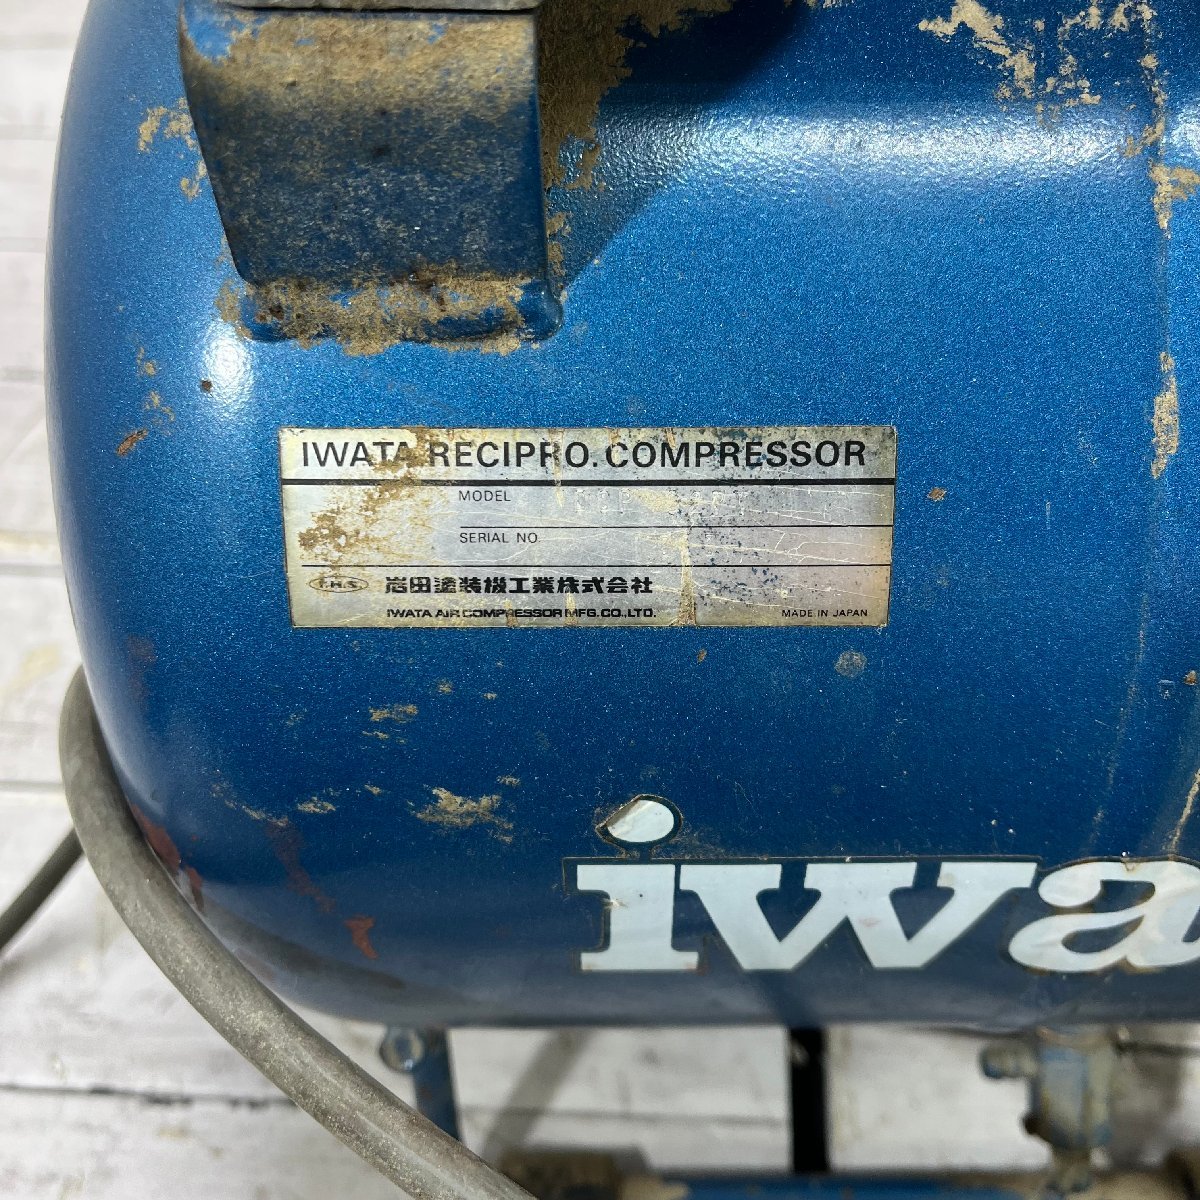 IWATA RECIPRO. COMPRESSOR
MODEL
SERIAL NO.
I.H.S. 岩田塗装機工業株式会社
IWATA AIR COMPRESSOR MFG. CO., LTD.
MADE IN JAPAN
iwa